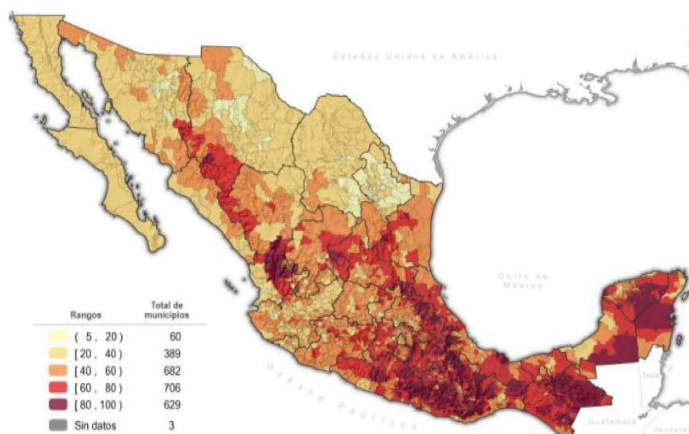 Estados Unidos de América
Golfo de
México
Rangos Total de
municipios
( 5 , 20) 60
[20 , 40) 389
[40 , 60) 682
[60 , 80) 706
[80 , 100) 629
Sin datos 3
Océano Pacífico
Guatemala